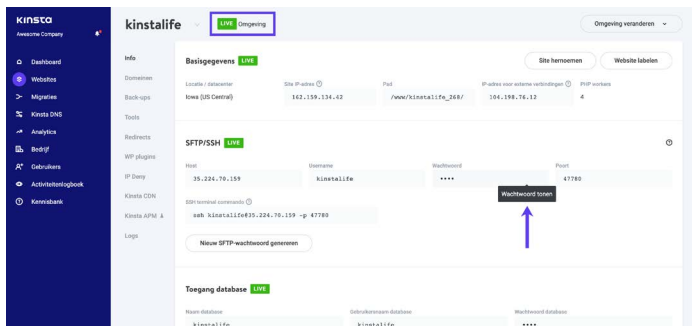 KINSTA
Awesome Company
Dashboard
Websites
Migraties
Kinsta DNS
Analytics
Bedrijf
Gebruikers
Activiteitenlogboek
Kennisbank
kinstalife
LIVE Omgeving
Omgeving veranderen
Info
Domeinen
Back-ups
Tools
Redirects
WP plugins
IP Deny
Kinsta CDN
Kinsta APM
Logs
Basisgegevens LIVE
Site hernoemen
Website labelen
Locatie / datacenter
Site IP-adres
Pad
IP-adres voor externe verbindingen
PHP workers
Iowa (US Central)
162.159.134.42
/www/kinstalife_268/
104.198.76.12
4
SFTP/SSH LIVE
Host
Username
Wachtwoord
Poort
35.224.70.159
kinstalife
••••
47780
Wachtwoord tonen
SSH terminal commando
ssh kinstalife@35.224.70.159 -p 47780
Nieuw SFTP-wachtwoord genereren
Toegang database LIVE
Naam database
Gebruikersnaam database
Wachtwoord database
kinstalife
kinstalife
••••